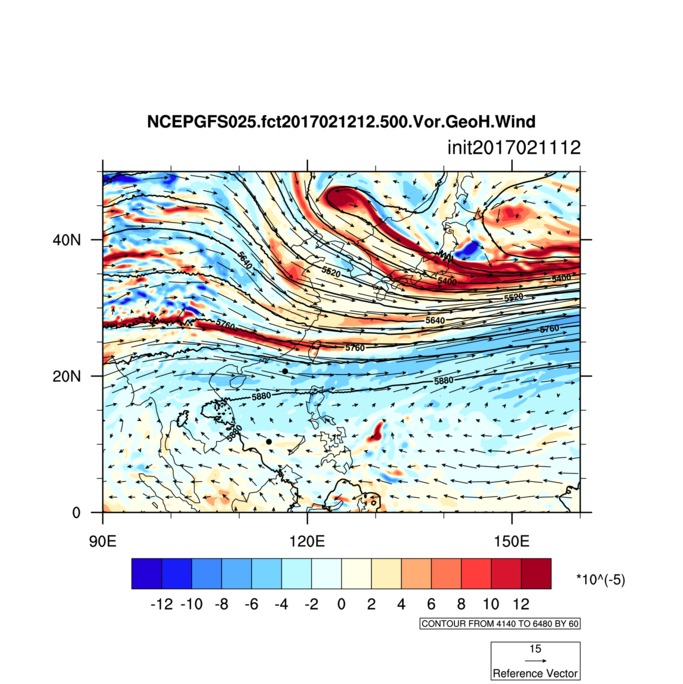 NCEPGFS025.fct2017021212.500.Vor.GeoH.Wind
init2017021112
40N
20N
0
90E 120E 150E
5640
5520
5400
5400
5520
5640
5760
5760
5760
5880
5880
-12 -10 -8 -6 -4 -2 0 2 4 6 8 10 12
*10^(-5)
CONTOUR FROM 4140 TO 6480 BY 60
15
Reference Vector